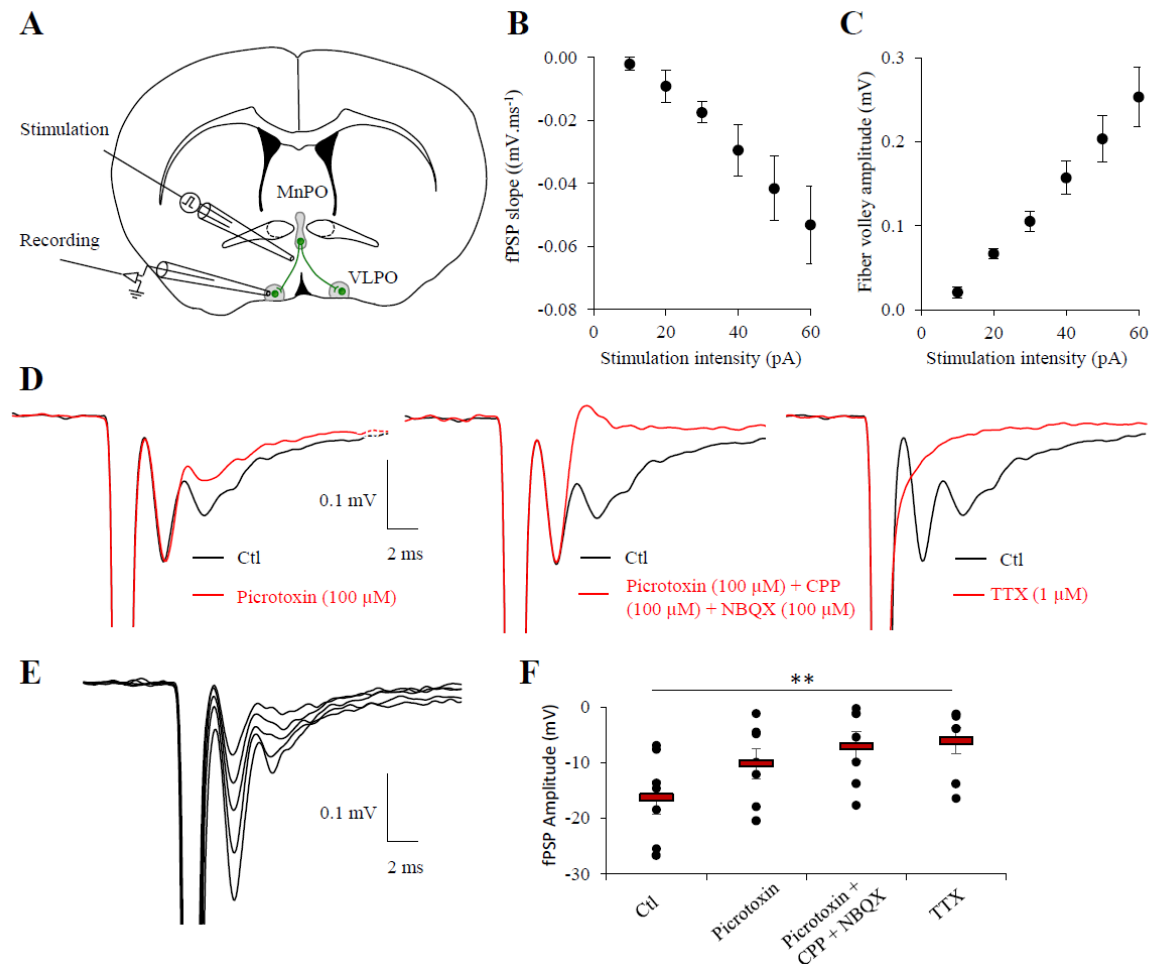 A
Stimulation
Recording
MnPO
VLPO
B
fPSP slope ((mV.ms-1)
0.00
-0.02
-0.04
-0.06
-0.08
0
20
40
60
Stimulation intensity (pA)
C
Fiber volley amplitude (mV)
0.3
0.2
0.1
0.0
0
20
40
60
Stimulation intensity (pA)
D
0.1 mV
2 ms
Ctl
Picrotoxin (100 µM)
Ctl
Picrotoxin (100 µM) + CPP
(100 µM) + NBQX (100 µM)
Ctl
TTX (1 µM)
E
0.1 mV
2 ms
F
**
fPSP Amplitude (mV)
0
-10
-20
-30
Ctl
Picrotoxin
Picrotoxin +
CPP + NBQX
TTX